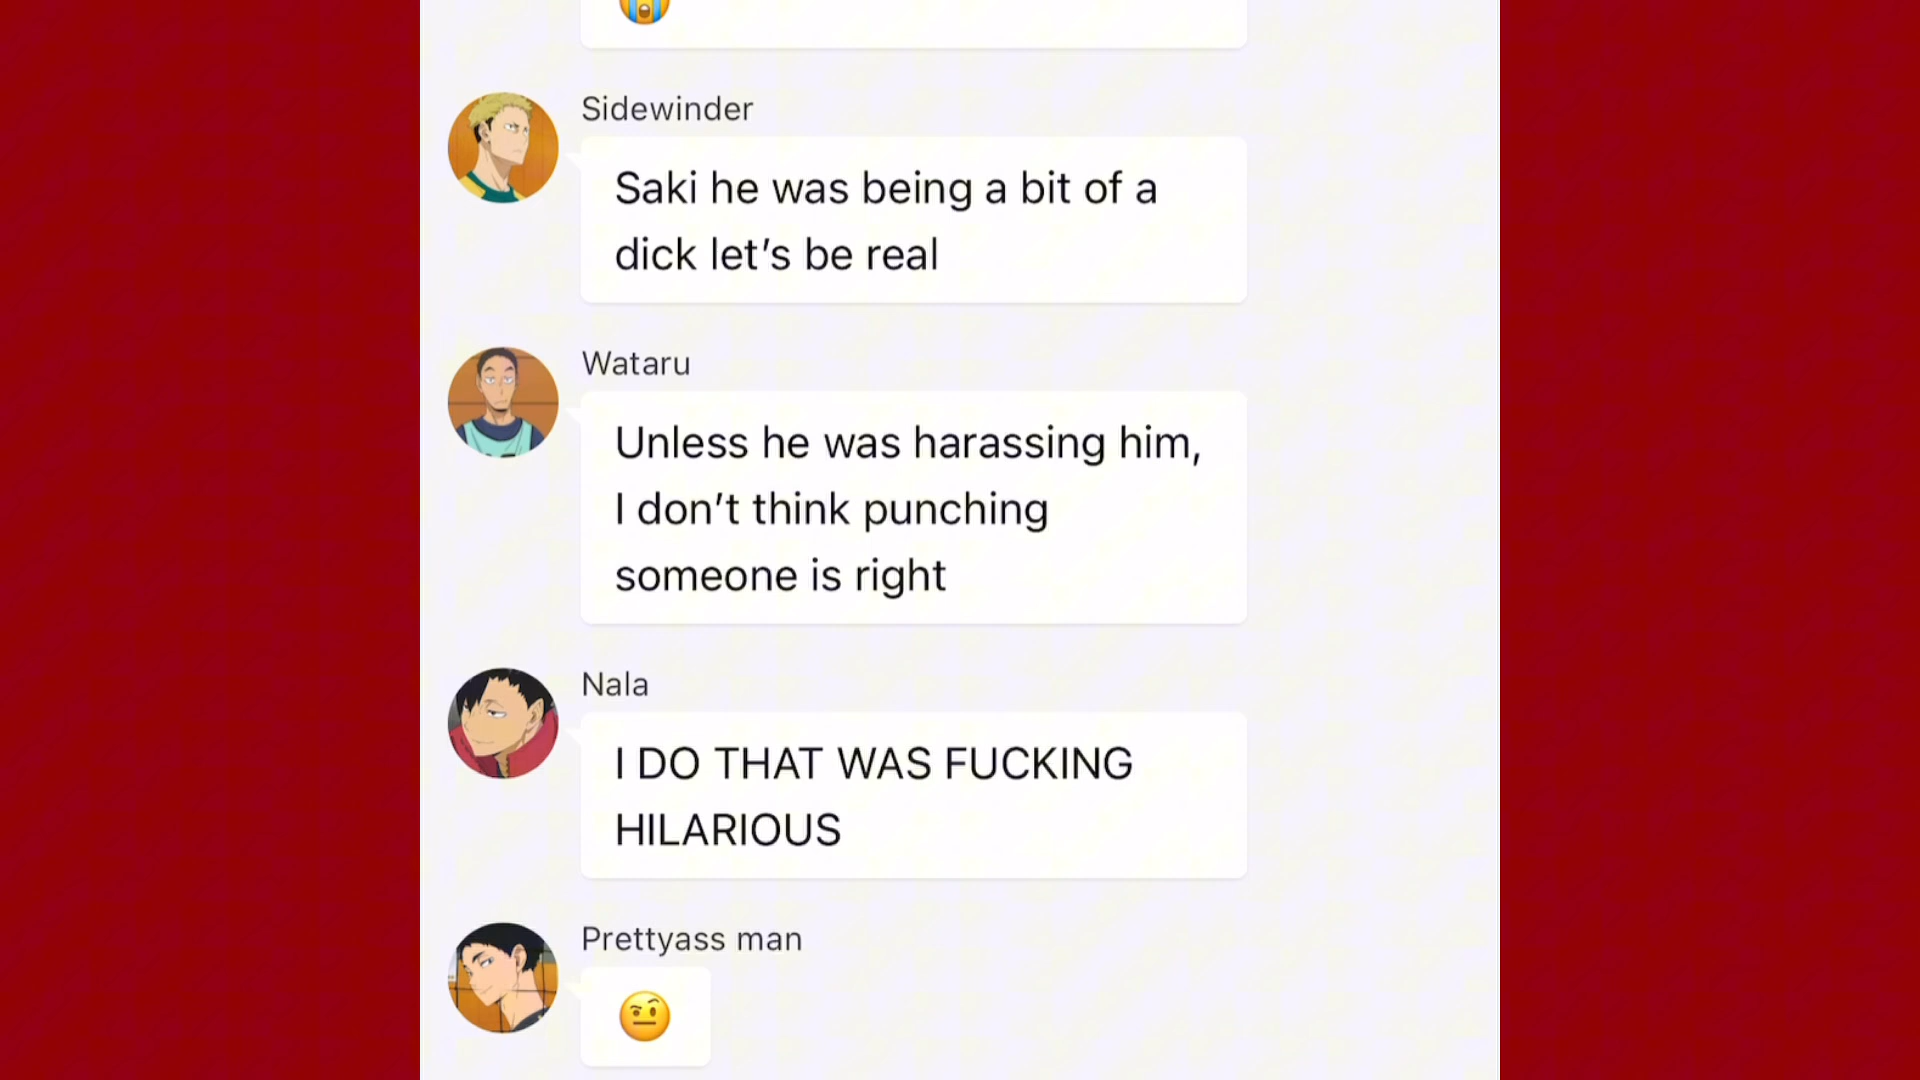 Sidewinder
Saki he was being a bit of a
dick let’s be real
Wataru
Unless he was harassing him,
I don’t think punching
someone is right
Nala
I DO THAT WAS FUCKING
HILARIOUS
Prettyass man